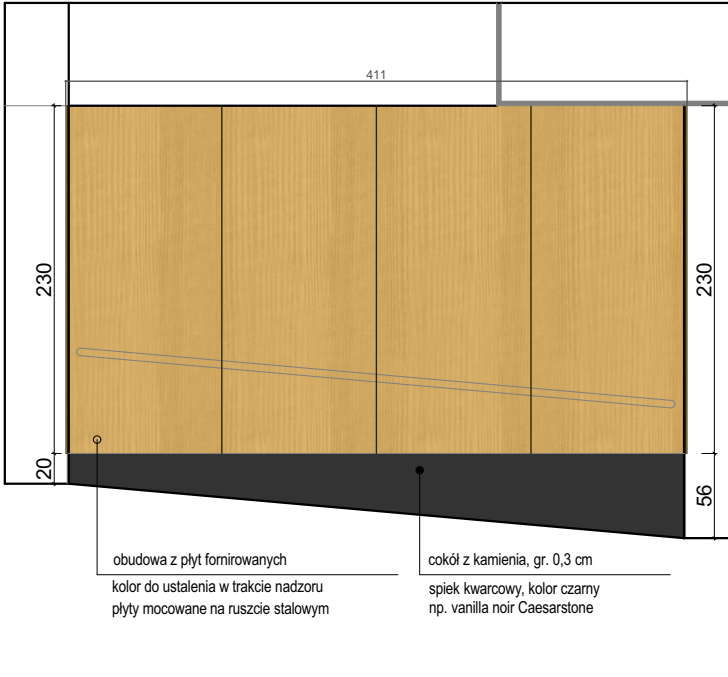 411
230
230
20
56
obudowa z płyt fornirowanych
kolor do ustalenia w trakcie nadzoru
płyty mocowane na ruszcie stalowym
cokół z kamienia, gr. 0,3 cm
spiek kwarcowy, kolor czarny
np. vanilla noir Caesarstone